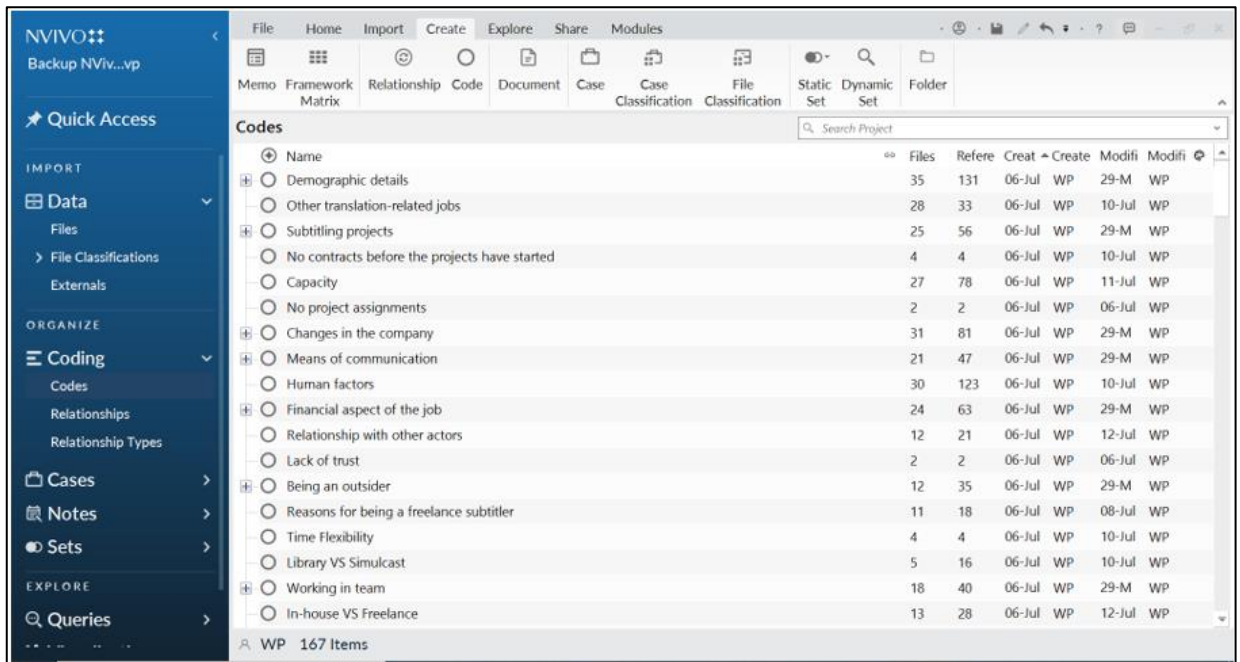 NVIVO
Backup NViv...vp
Quick Access
IMPORT
Data
Files
File Classifications
Externals
ORGANIZE
Coding
Codes
Relationships
Relationship Types
Cases
Notes
Sets
EXPLORE
Queries
File Home Import Create Explore Share Modules
Memo Framework Matrix Relationship Code Document Case Case Classification File Classification Static Set Dynamic Set Folder
Codes Search Project
Name Files Refere Creat Create Modifi Modifi
Demographic details 35 131 06-Jul WP 29-M WP
Other translation-related jobs 28 33 06-Jul WP 10-Jul WP
Subtitling projects 25 56 06-Jul WP 29-M WP
No contracts before the projects have started 4 4 06-Jul WP 10-Jul WP
Capacity 27 78 06-Jul WP 11-Jul WP
No project assignments 2 2 06-Jul WP 06-Jul WP
Changes in the company 31 81 06-Jul WP 29-M WP
Means of communication 21 47 06-Jul WP 29-M WP
Human factors 30 123 06-Jul WP 10-Jul WP
Financial aspect of the job 24 63 06-Jul WP 29-M WP
Relationship with other actors 12 21 06-Jul WP 12-Jul WP
Lack of trust 2 2 06-Jul WP 06-Jul WP
Being an outsider 12 35 06-Jul WP 29-M WP
Reasons for being a freelance subtitler 11 18 06-Jul WP 08-Jul WP
Time Flexibility 4 4 06-Jul WP 10-Jul WP
Library VS Simulcast 5 16 06-Jul WP 10-Jul WP
Working in team 18 40 06-Jul WP 29-M WP
In-house VS Freelance 13 28 06-Jul WP 12-Jul WP
WP 167 Items